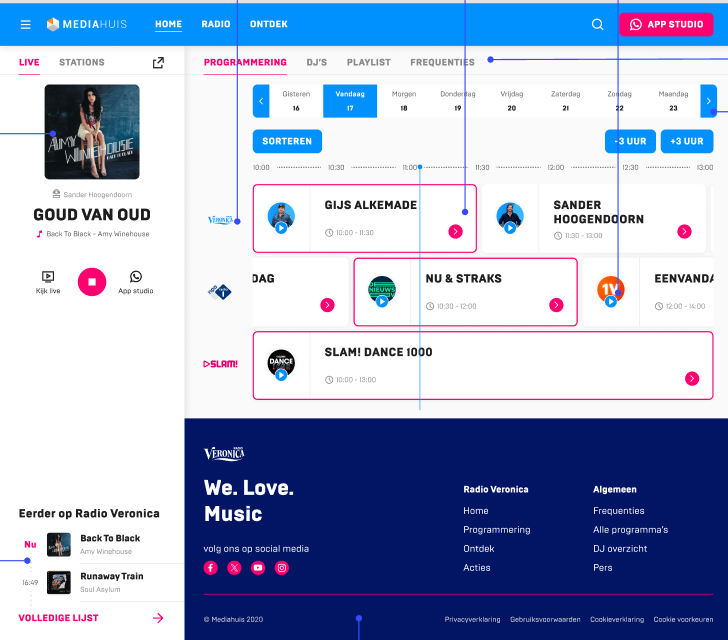 MEDIAHUIS
HOME RADIO ONTDEK
APP STUDIO
LIVE STATIONS
AMY WINEHOUSE
BACK TO BLACK
Sander Hoogendoorn
GOUD VAN OUD
Back To Black - Amy Winehouse
Kijk live
App studio
Eerder op Radio Veronica
Nu
Back To Black
Amy Winehouse
16:49
Runaway Train
Soul Asylum
VOLLEDIGE LIJST
PROGRAMMERING DJ'S PLAYLIST FREQUENTIES
Gisteren Vandaag Morgen Donderdag Vrijdag Zaterdag Zondag Maandag
16 17 18 19 20 21 22 23
SORTEREN -3 UUR +3 UUR
10:00 10:30 11:00 11:30 12:00 12:30 13:00
VERONICA
GIJS ALKEMADE
10:00 - 11:30
SANDER
HOOGENDOORN
11:30 - 13:00
DAG
NIEUWS
NU & STRAKS
10:30 - 12:00
1V
EENVANDA
12:00 - 14:00
SLAM!
DANCE
1000
SLAM! DANCE 1000
10:00 - 13:00
RADIO
VERONICA
We. Love.
Music
volg ons op social media
Radio Veronica
Home
Programmering
Ontdek
Acties
Algemeen
Frequenties
Alle programma's
DJ overzicht
Pers
© Mediahuis 2020
Privacyverklaring Gebruiksvoorwaarden Cookieverklaring Cookie voorkeuren